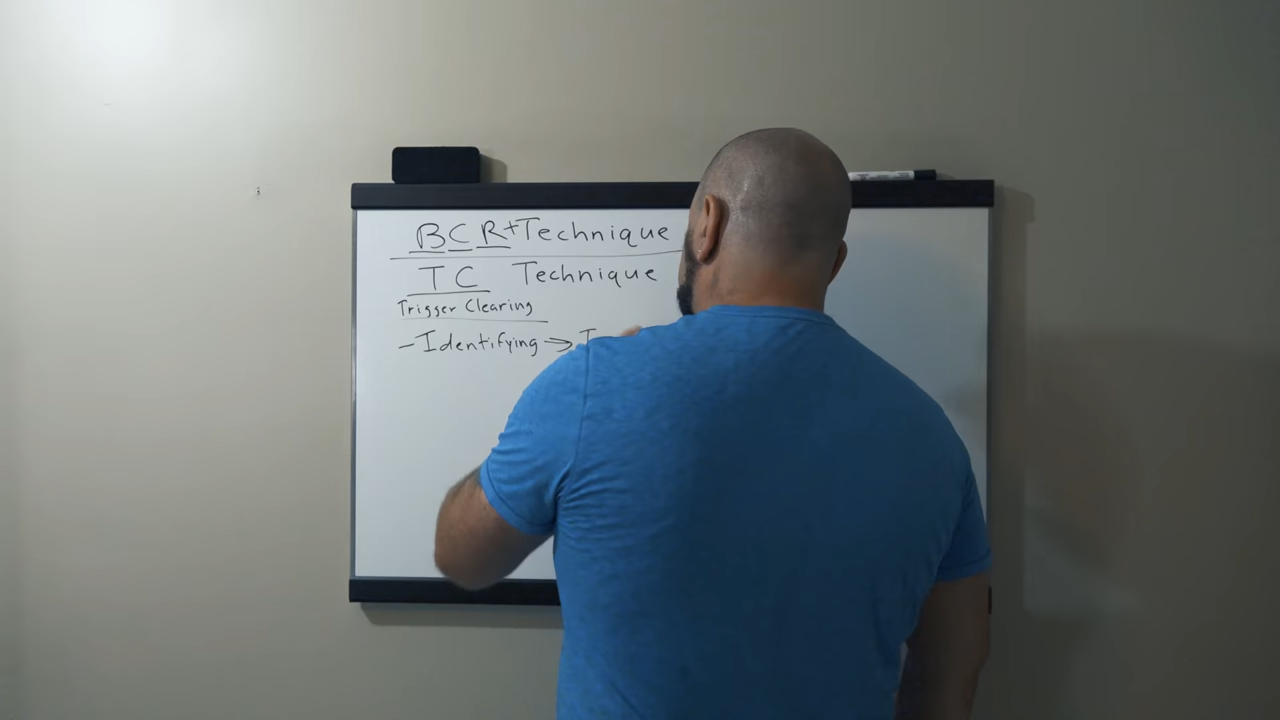 BCR+Technique
TC Technique
Trigger Clearing
-Identifying →